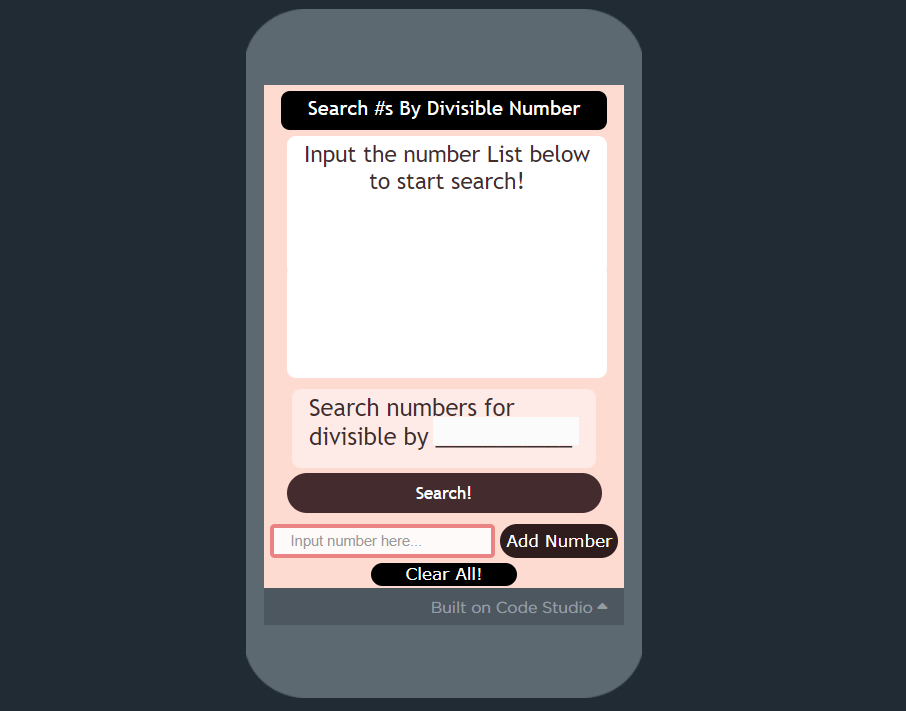 Search #s By Divisible Number
Input the number List below
to start search!
Search numbers for
divisible by ____________
Search!
Input number here...
Add Number
Clear All!
Built on Code Studio